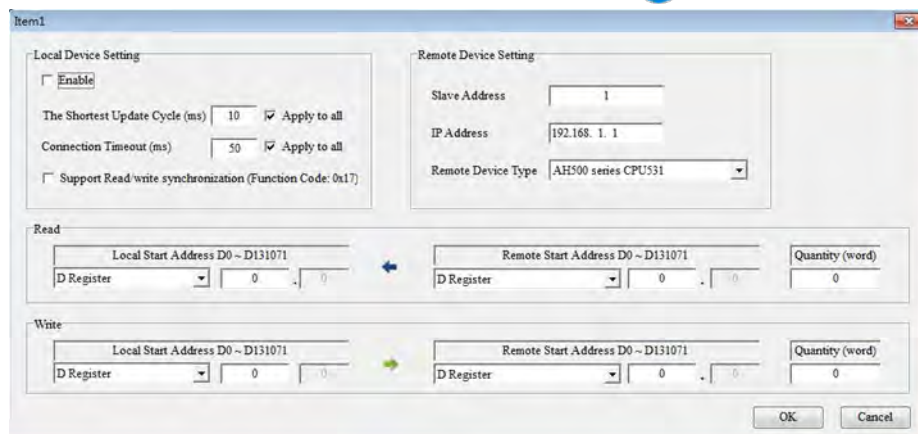 Item1
Local Device Setting
Enable
The Shortest Update Cycle (ms) 10 Apply to all
Connection Timeout (ms) 50 Apply to all
Support Read/write synchronization (Function Code: 0x17)
Remote Device Setting
Slave Address 1
IP Address 192.168. 1. 1
Remote Device Type AH500 series CPU531
Read
Local Start Address D0 ~ D131071 Remote Start Address D0 ~ D131071 Quantity (word)
D Register 0 . 0 D Register 0 . 0 0
Write
Local Start Address D0 ~ D131071 Remote Start Address D0 ~ D131071 Quantity (word)
D Register 0 0 D Register 0 . 0 0
OK Cancel